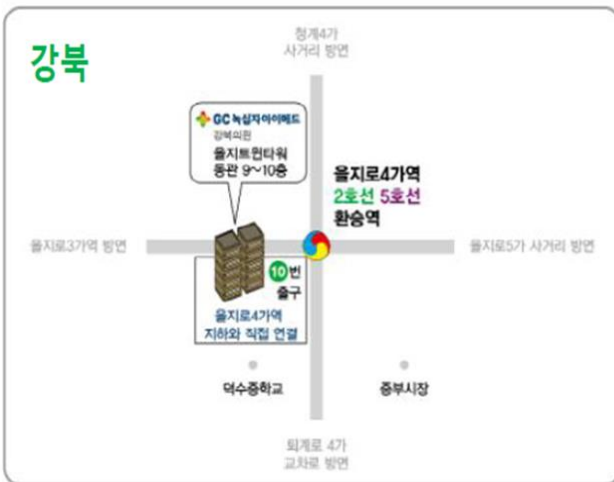 청계4가
사거리 방면
강북
GC 녹십자아이메드
강북의원
을지트윈타워
동관 9~10층
을지로4가역
2호선 5호선
환승역
을지로3가역 방면
을지로5가 사거리 방면
10번
출구
을지로4가역
지하와 직접 연결
덕수중학교
중부시장
퇴계로 4가
교차로 방면